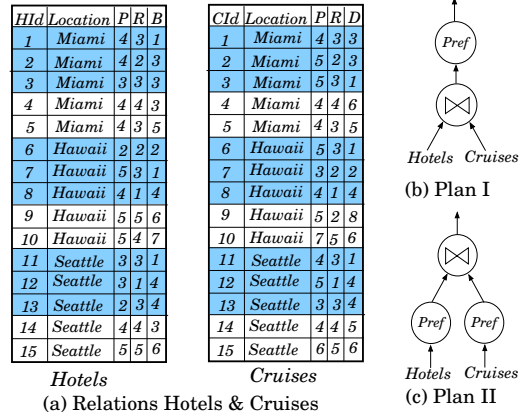 HId Location P R B
1 Miami 4 3 1
2 Miami 4 2 3
3 Miami 3 3 3
4 Miami 4 4 3
5 Miami 4 3 5
6 Hawaii 2 2 2
7 Hawaii 5 3 1
8 Hawaii 4 1 4
9 Hawaii 5 5 6
10 Hawaii 5 4 7
11 Seattle 3 3 1
12 Seattle 3 1 4
13 Seattle 2 3 4
14 Seattle 4 4 3
15 Seattle 5 5 6
Hotels
CId Location P R D
1 Miami 4 3 3
2 Miami 5 2 3
3 Miami 5 3 1
4 Miami 4 4 6
5 Miami 4 3 5
6 Hawaii 5 3 1
7 Hawaii 3 2 2
8 Hawaii 4 1 4
9 Hawaii 5 2 8
10 Hawaii 7 5 6
11 Seattle 4 3 1
12 Seattle 5 1 4
13 Seattle 3 3 4
14 Seattle 4 4 5
15 Seattle 6 5 6
Cruises
(a) Relations Hotels & Cruises
Pref
Hotels Cruises
(b) Plan I
Pref Pref
Hotels Cruises
(c) Plan II